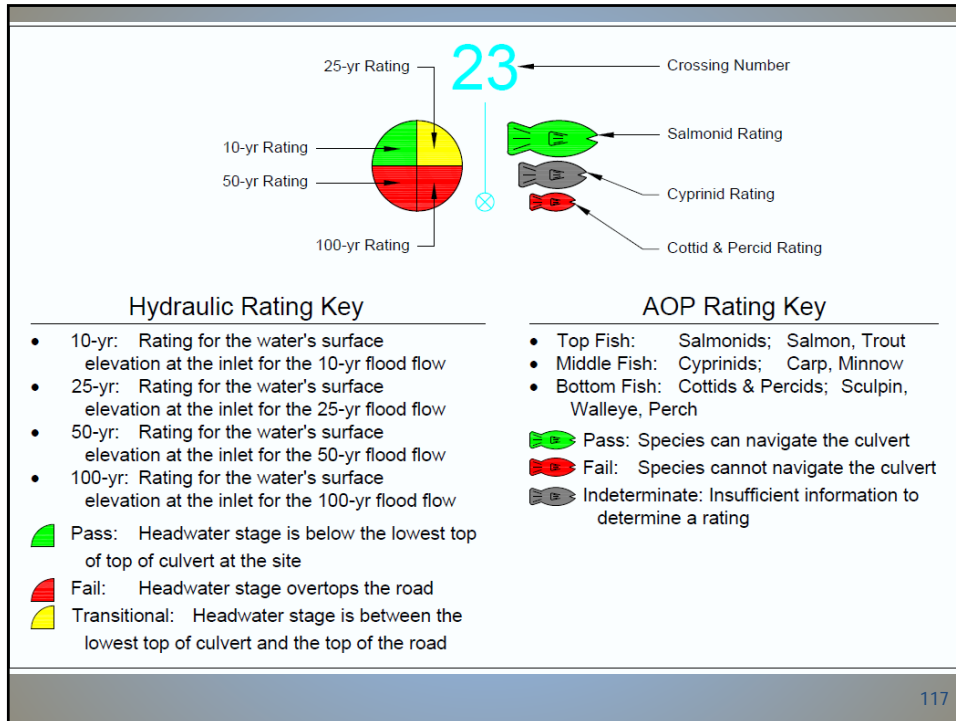 23
25-yr Rating
Crossing Number
10-yr Rating
Salmonid Rating
50-yr Rating
Cyprinid Rating
100-yr Rating
Cottid & Percid Rating
Hydraulic Rating Key
• 10-yr: Rating for the water's surface
elevation at the inlet for the 10-yr flood flow
• 25-yr: Rating for the water's surface
elevation at the inlet for the 25-yr flood flow
• 50-yr: Rating for the water's surface
elevation at the inlet for the 50-yr flood flow
• 100-yr: Rating for the water's surface
elevation at the inlet for the 100-yr flood flow
Pass: Headwater stage is below the lowest top
of top of culvert at the site
Fail: Headwater stage overtops the road
Transitional: Headwater stage is between the
lowest top of culvert and the top of the road
AOP Rating Key
• Top Fish: Salmonids; Salmon, Trout
• Middle Fish: Cyprinids; Carp, Minnow
• Bottom Fish: Cottids & Percids; Sculpin,
Walleye, Perch
Pass: Species can navigate the culvert
Fail: Species cannot navigate the culvert
Indeterminate: Insufficient information to
determine a rating
117